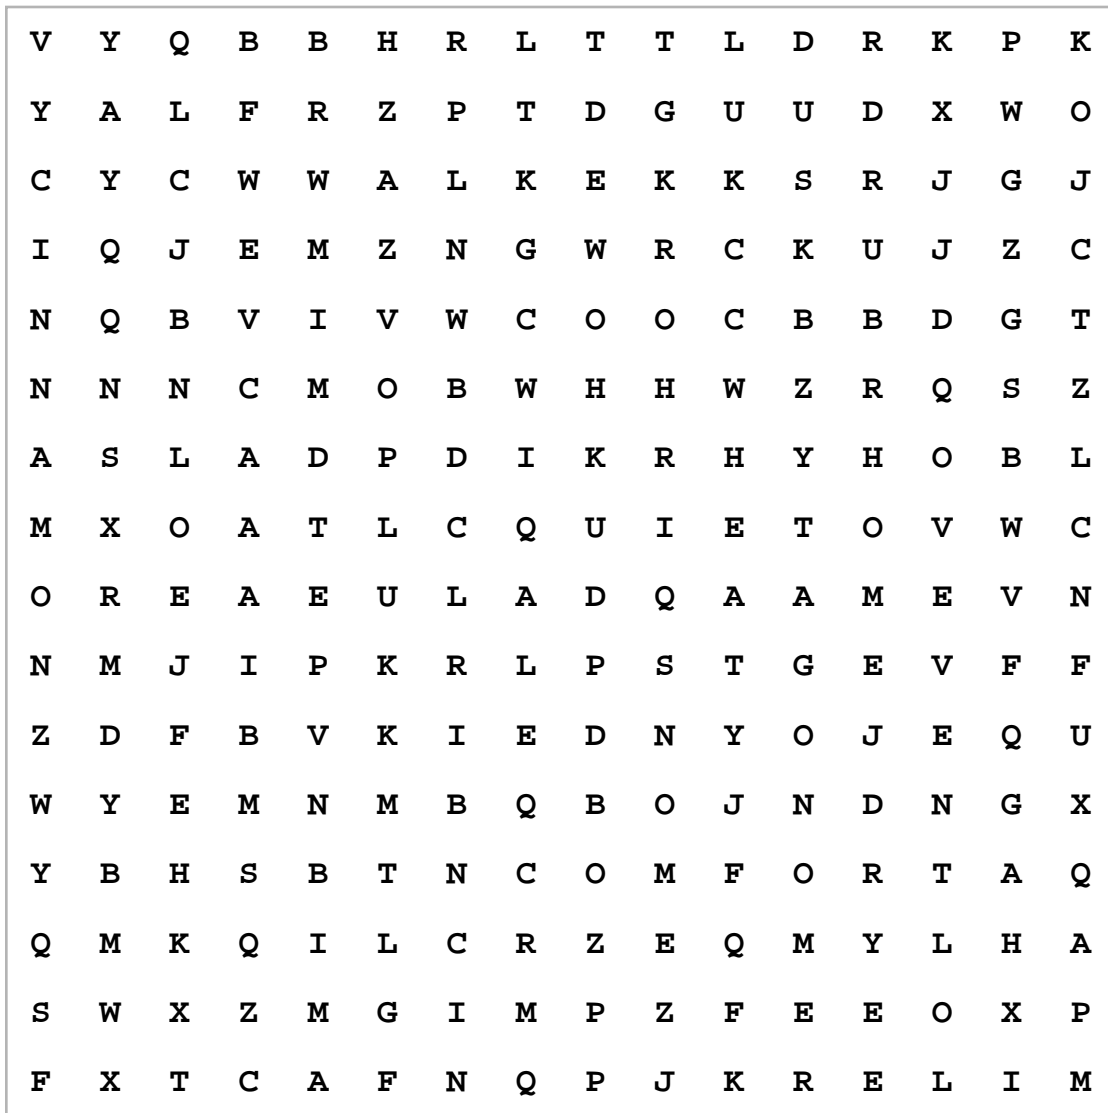 V Y Q B B H R L T T L D R K P K
Y A L F R Z P T D G U U D X W O
C Y C W W A L K E K K S R J G J
I Q J E M Z N G W R C K U J Z C
N Q B V I V W C O O C B B D G T
N N N C M O B W H H W Z R Q S Z
A S L A D P D I K R H Y H O B L
M X O A T L C Q U I E T O V W C
O R E A E U L A D Q A A M E V N
N M J I P K R L P S T G E V F F
Z D F B V K I E D N Y O J E Q U
W Y E M N M B Q B O J N D N G X
Y B H S B T N C O M F O R T A Q
Q M K Q I L C R Z E Q M Y L H A
S W X Z M G I M P Z F E E O X P
F X T C A F N Q P J K R E L I M